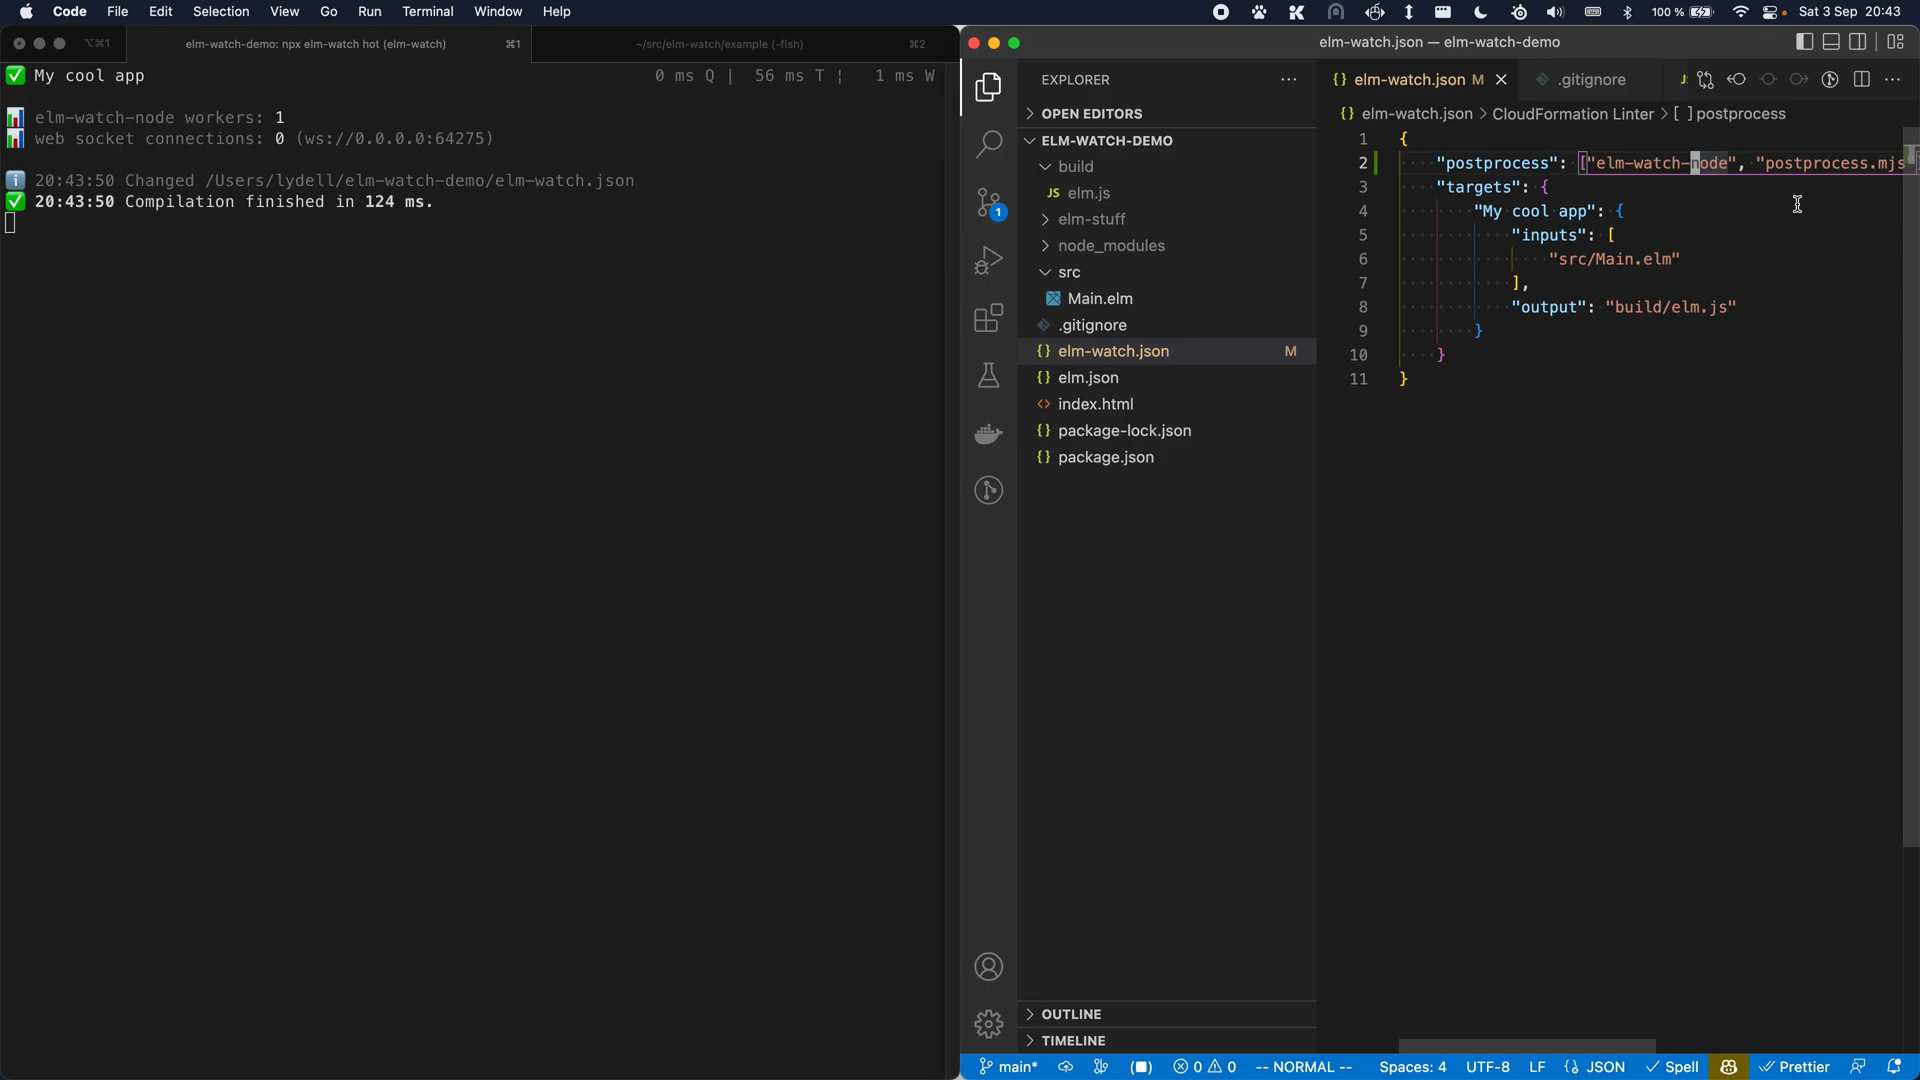 Code File Edit Selection View Go Run Terminal Window Help
100 % Sat 3 Sep 20:43
⌥⌘1 elm-watch-demo: npx elm-watch hot (elm-watch) ⌘1 ~/src/elm-watch/example (-fish) ⌘2
My cool app 0 ms Q | 56 ms T ¦ 1 ms W
elm-watch-node workers: 1
web socket connections: 0 (ws://0.0.0.0:64275)
20:43:50 Changed /Users/lydell/elm-watch-demo/elm-watch.json
20:43:50 Compilation finished in 124 ms.
elm-watch.json — elm-watch-demo
EXPLORER
OPEN EDITORS
ELM-WATCH-DEMO
build
JS elm.js
elm-stuff
node_modules
src
Main.elm
.gitignore
{} elm-watch.json M
{} elm.json
<> index.html
{} package-lock.json
{} package.json
OUTLINE
TIMELINE
1
{} elm-watch.json M .gitignore
{} elm-watch.json > CloudFormation Linter > [ ] postprocess
1 {
2 "postprocess": ["elm-watch-node", "postprocess.mjs
3 "targets": {
4 "My cool app": {
5 "inputs": [
6 "src/Main.elm"
7 ],
8 "output": "build/elm.js"
9 }
10 }
11 }
main* 0 0 -- NORMAL -- Spaces: 4 UTF-8 LF {} JSON Spell Prettier